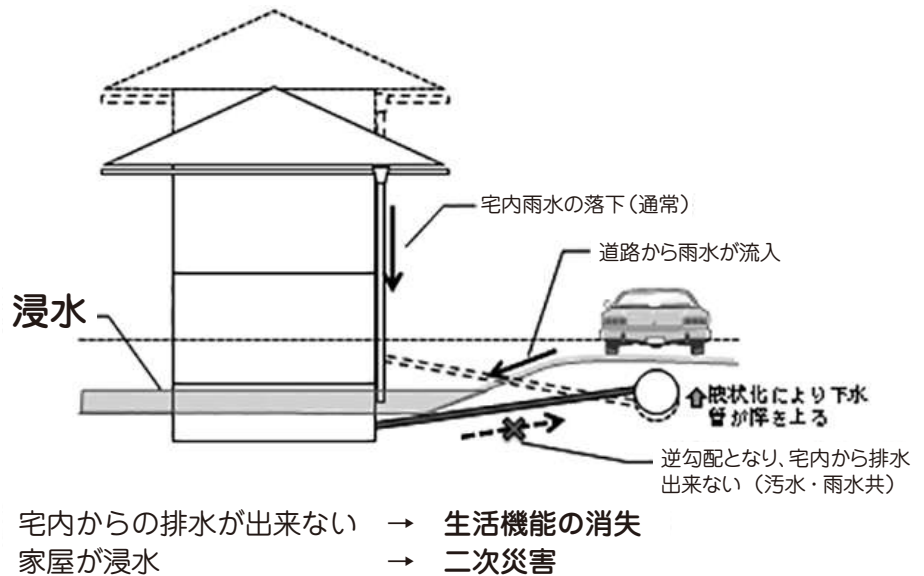 宅内雨水の落下（通常）
道路から雨水が流入
浸水
液状化により下水
管が浮き上る
逆勾配となり、宅内から排水
出来ない（汚水・雨水共）
宅内からの排水が出来ない → 生活機能の消失
家屋が浸水 → 二次災害